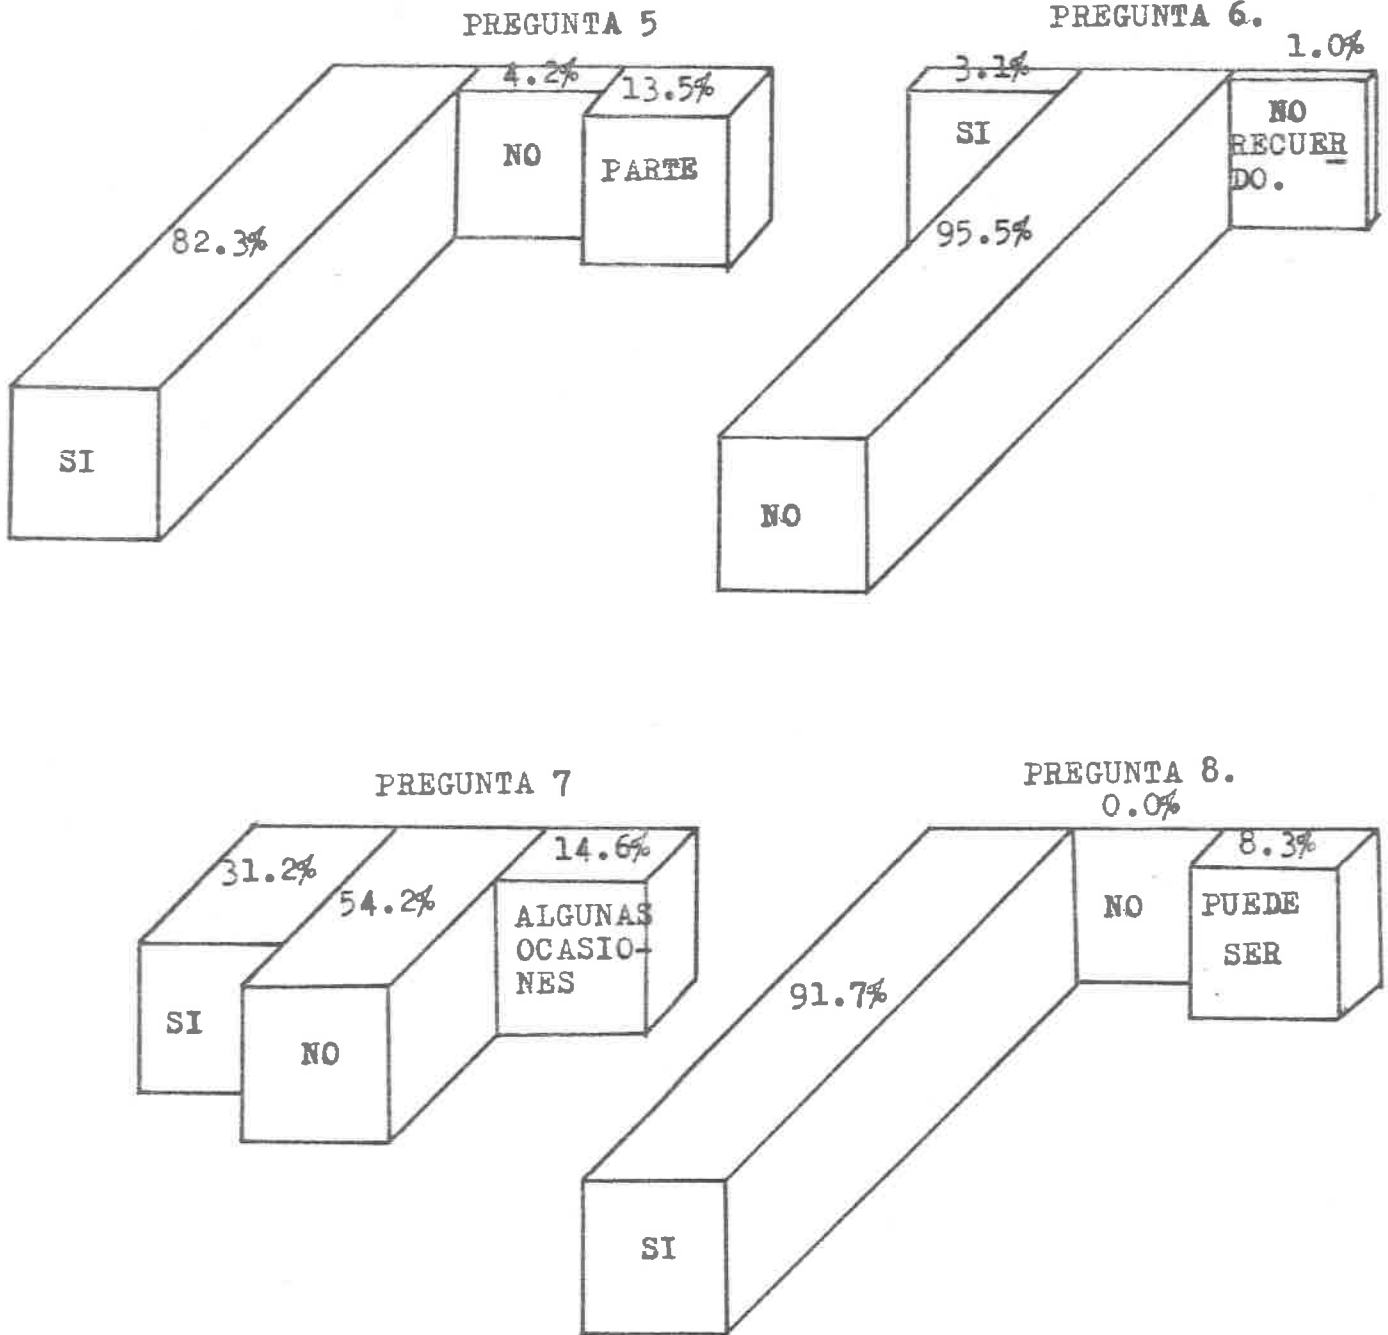 PREGUNTA 5
4.2%
13.5%
NO
PARTE
82.3%
SI
PREGUNTA 6.
1.0%
3.1%
SI
NO
RECUER
DO.
95.5%
NO
PREGUNTA 7
31.2%
54.2%
14.6%
ALGUNAS
OCASIO-
NES
SI
NO
PREGUNTA 8.
0.0%
8.3%
NO
PUEDE
SER
91.7%
SI